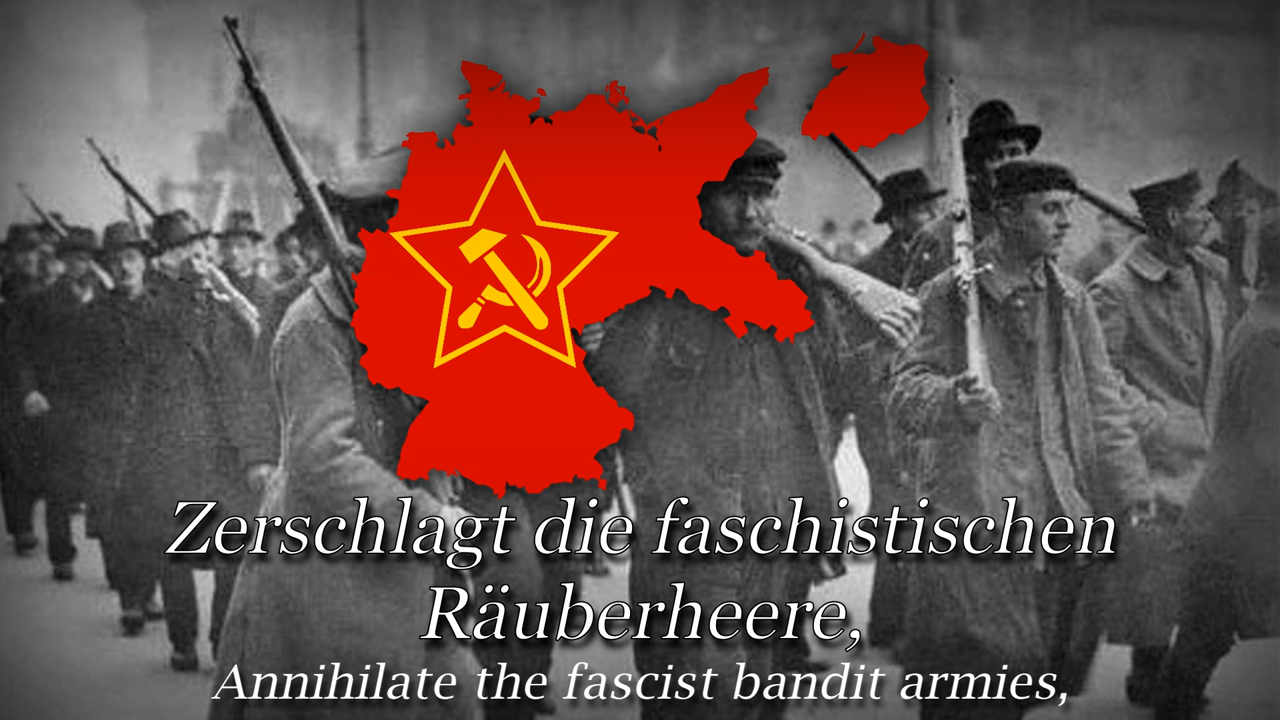 Zerschlagt die faschistischen
Räuberheere,
Annihilate the fascist bandit armies,